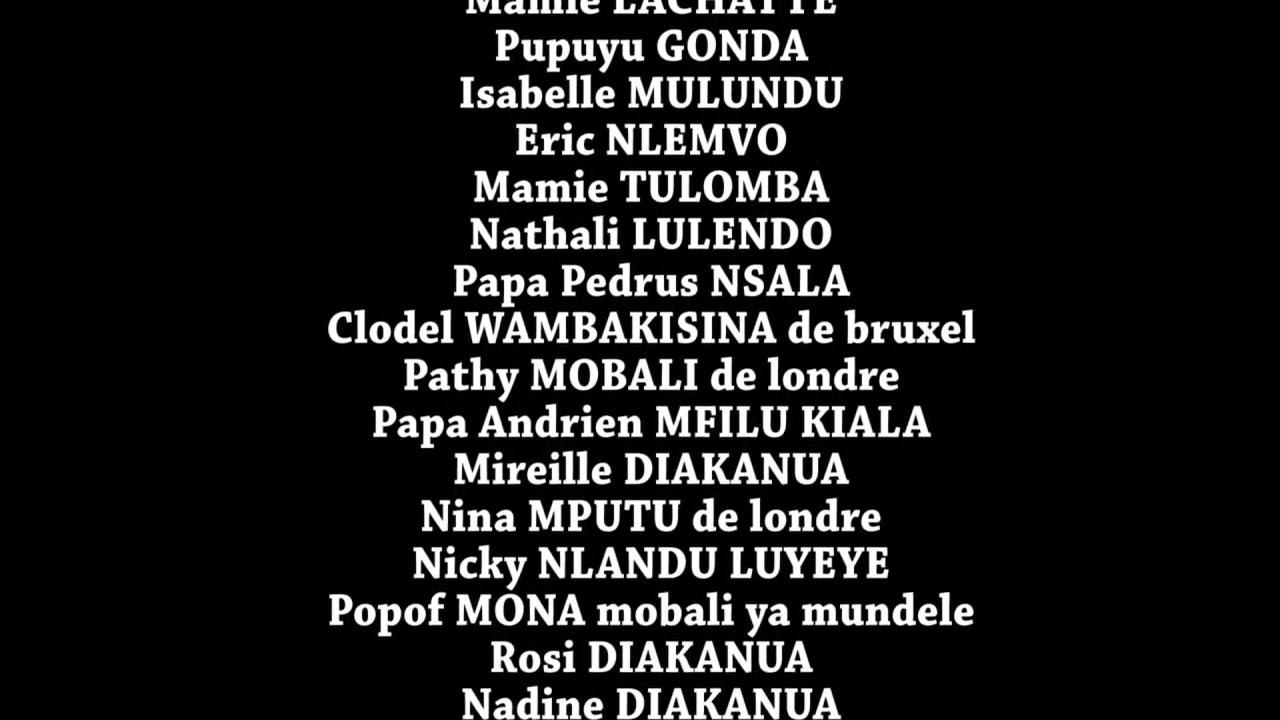 Mamie LACHATTE
Pupuyu GONDA
Isabelle MULUNDU
Eric NLEMVO
Mamie TULOMBA
Nathali LULENDO
Papa Pedrus NSALA
Clodel WAMBAKISINA de bruxel
Pathy MOBALI de londre
Papa Andrien MFILU KIALA
Mireille DIAKANUA
Nina MPUTU de londre
Nicky NLANDU LUYEYE
Popof MONA mobali ya mundele
Rosi DIAKANUA
Nadine DIAKANUA